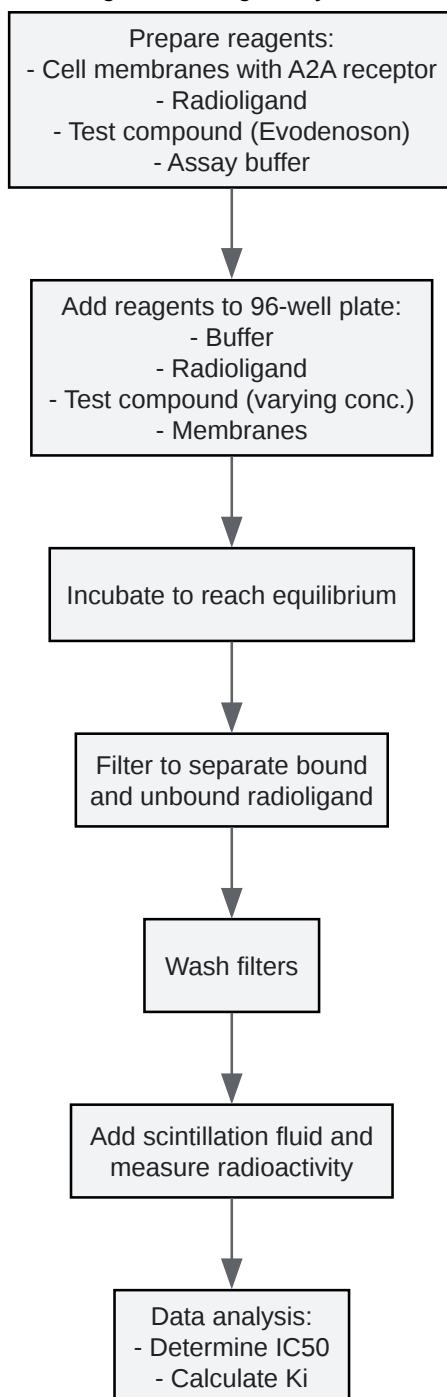 Prepare reagents:
- Cell membranes with A2A receptor
- Radioligand
- Test compound (Evodenoson)
- Assay buffer
Add reagents to 96-well plate:
- Buffer
- Radioligand
- Test compound (varying conc.)
- Membranes
Incubate to reach equilibrium
Filter to separate bound
and unbound radioligand
Wash filters
Add scintillation fluid and
measure radioactivity
Data analysis:
- Determine IC50
- Calculate Ki